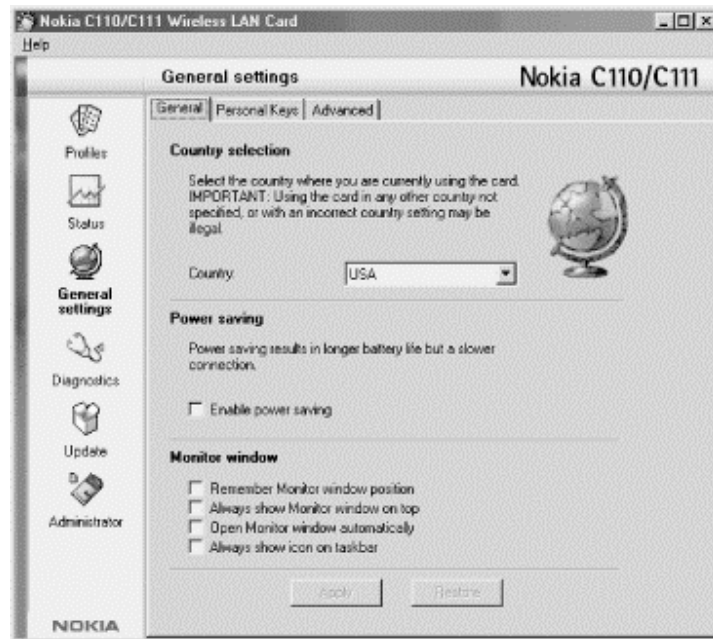 Nokia C110/C111 Wireless LAN Card
Help
General settings
Nokia C110/C111
General
Personal Keys
Advanced
Profiles
Status
General
settings
Diagnostics
Update
Administrator
NOKIA
Country selection
Select the country where you are currently using the card.
IMPORTANT: Using the card in any other country not
specified, or with an incorrect country setting may be
illegal.
Country:
USA
Power saving
Power saving results in longer battery life but a slower
connection.
Enable power saving
Monitor window
Remember Monitor window position
Always show Monitor window on top
Open Monitor window automatically
Always show icon on taskbar
Apply
Restore